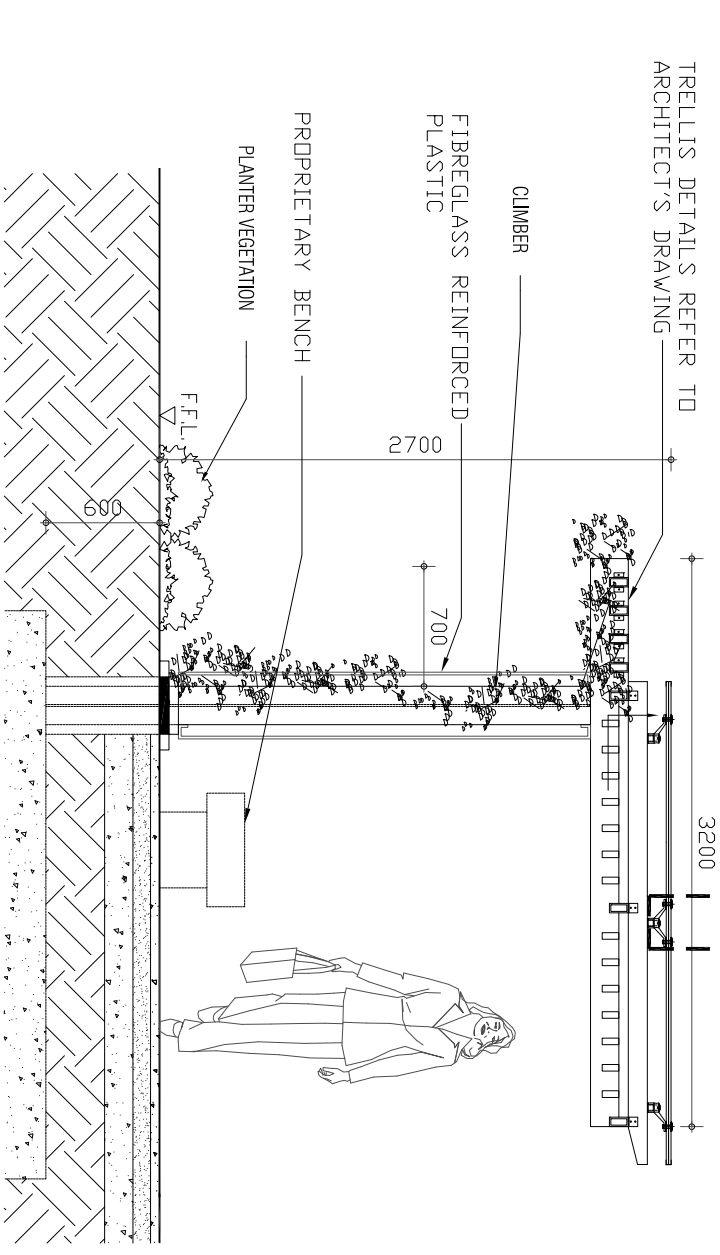 TRELLIS DETAILS REFER TO
ARCHITECT'S DRAWING
CLIMBER
FIBREGLASS REINFORCED
PLASTIC
PROPRIETARY BENCH
PLANTER VEGETATION
F.F.L.
2700
600
700
3200